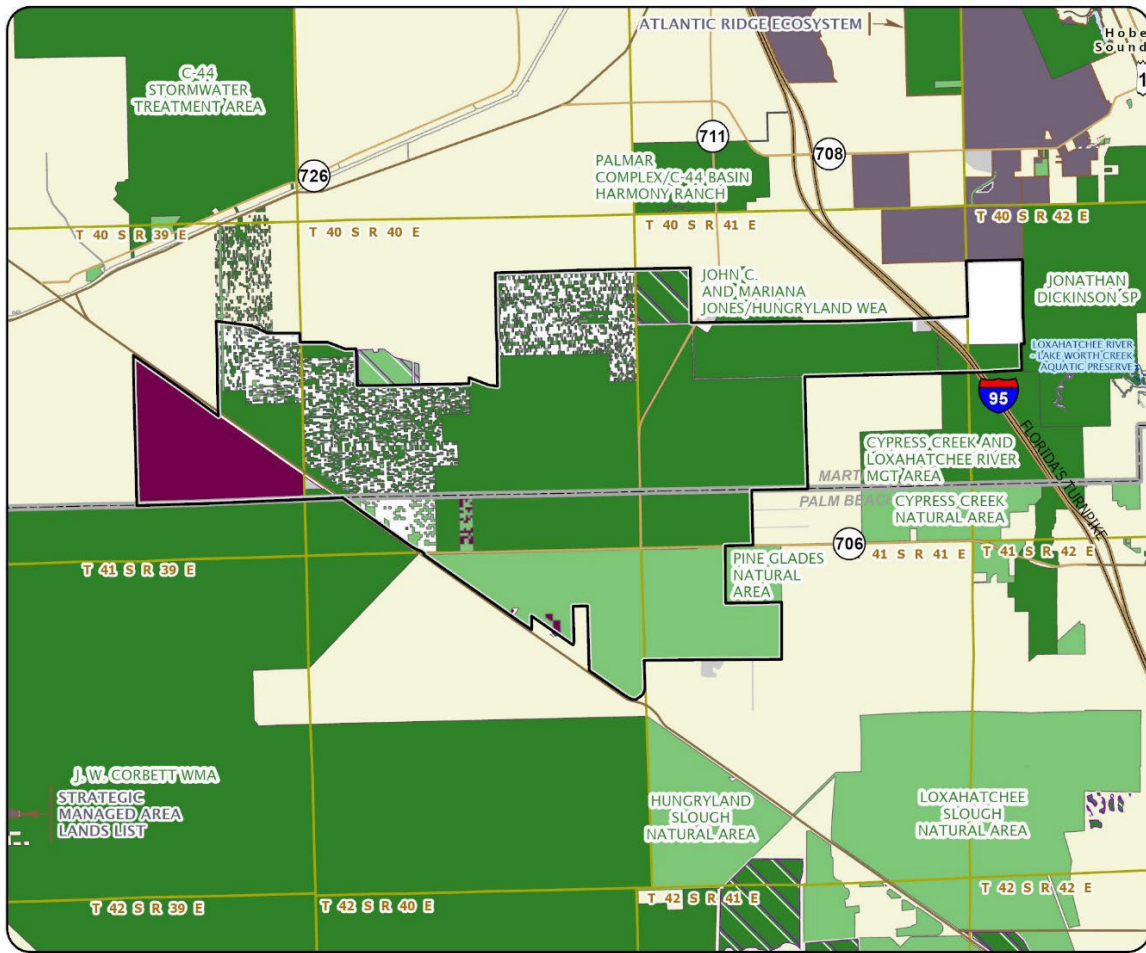 ATLANTIC RIDGE ECOSYSTEM
Hobe
Sound
1
C-44
STORMWATER
TREATMENT AREA
711
708
726
PALMAR
COMPLEX/C-44 BASIN
HARMONY RANCH
T 40 S R 39 E
T 40 S R 40 E
T 40 S R 41 E
T 40 S R 42 E
JOHN C.
AND MARIANA
JONES/HUNGRYLAND WEA
JONATHAN
DICKINSON SP
LOXAHATCHEE RIVER
- LAKE WORTH CREEK
AQUATIC PRESERVE
95
FLORIDA'S TURNPIKE
CYPRESS CREEK AND
LOXAHATCHEE RIVER
MGT AREA
MART
PALM BEAC
CYPRESS CREEK
NATURAL AREA
706
T 41 S R 39 E
41 S R 41 E
T 41 S R 42 E
PINE GLADES
NATURAL
AREA
J. W. CORBETT WMA
STRATEGIC
MANAGED AREA
LANDS LIST
HUNGRYLAND
SLOUGH
NATURAL AREA
LOXAHATCHEE
SLOUGH
NATURAL AREA
T 42 S R 39 E
T 42 S R 40 E
T 42 S R 41 E
T 42 S R 42 E